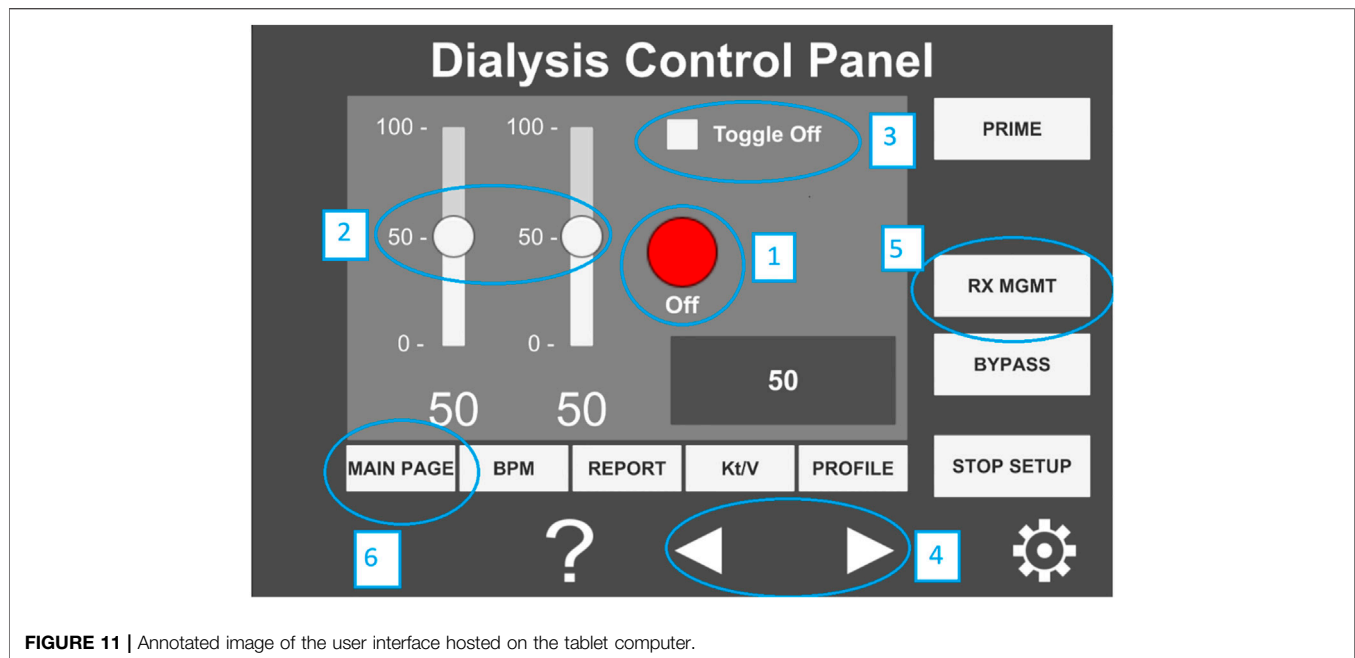 Dialysis Control Panel
100 -
100 -
Toggle Off
3
PRIME
2
50 -
50 -
1
5
Off
RX MGMT
0 -
0 -
50
BYPASS
50
50
MAIN PAGE
BPM
REPORT
Kt/V
PROFILE
STOP SETUP
6
?
4
FIGURE 11 | Annotated image of the user interface hosted on the tablet computer.